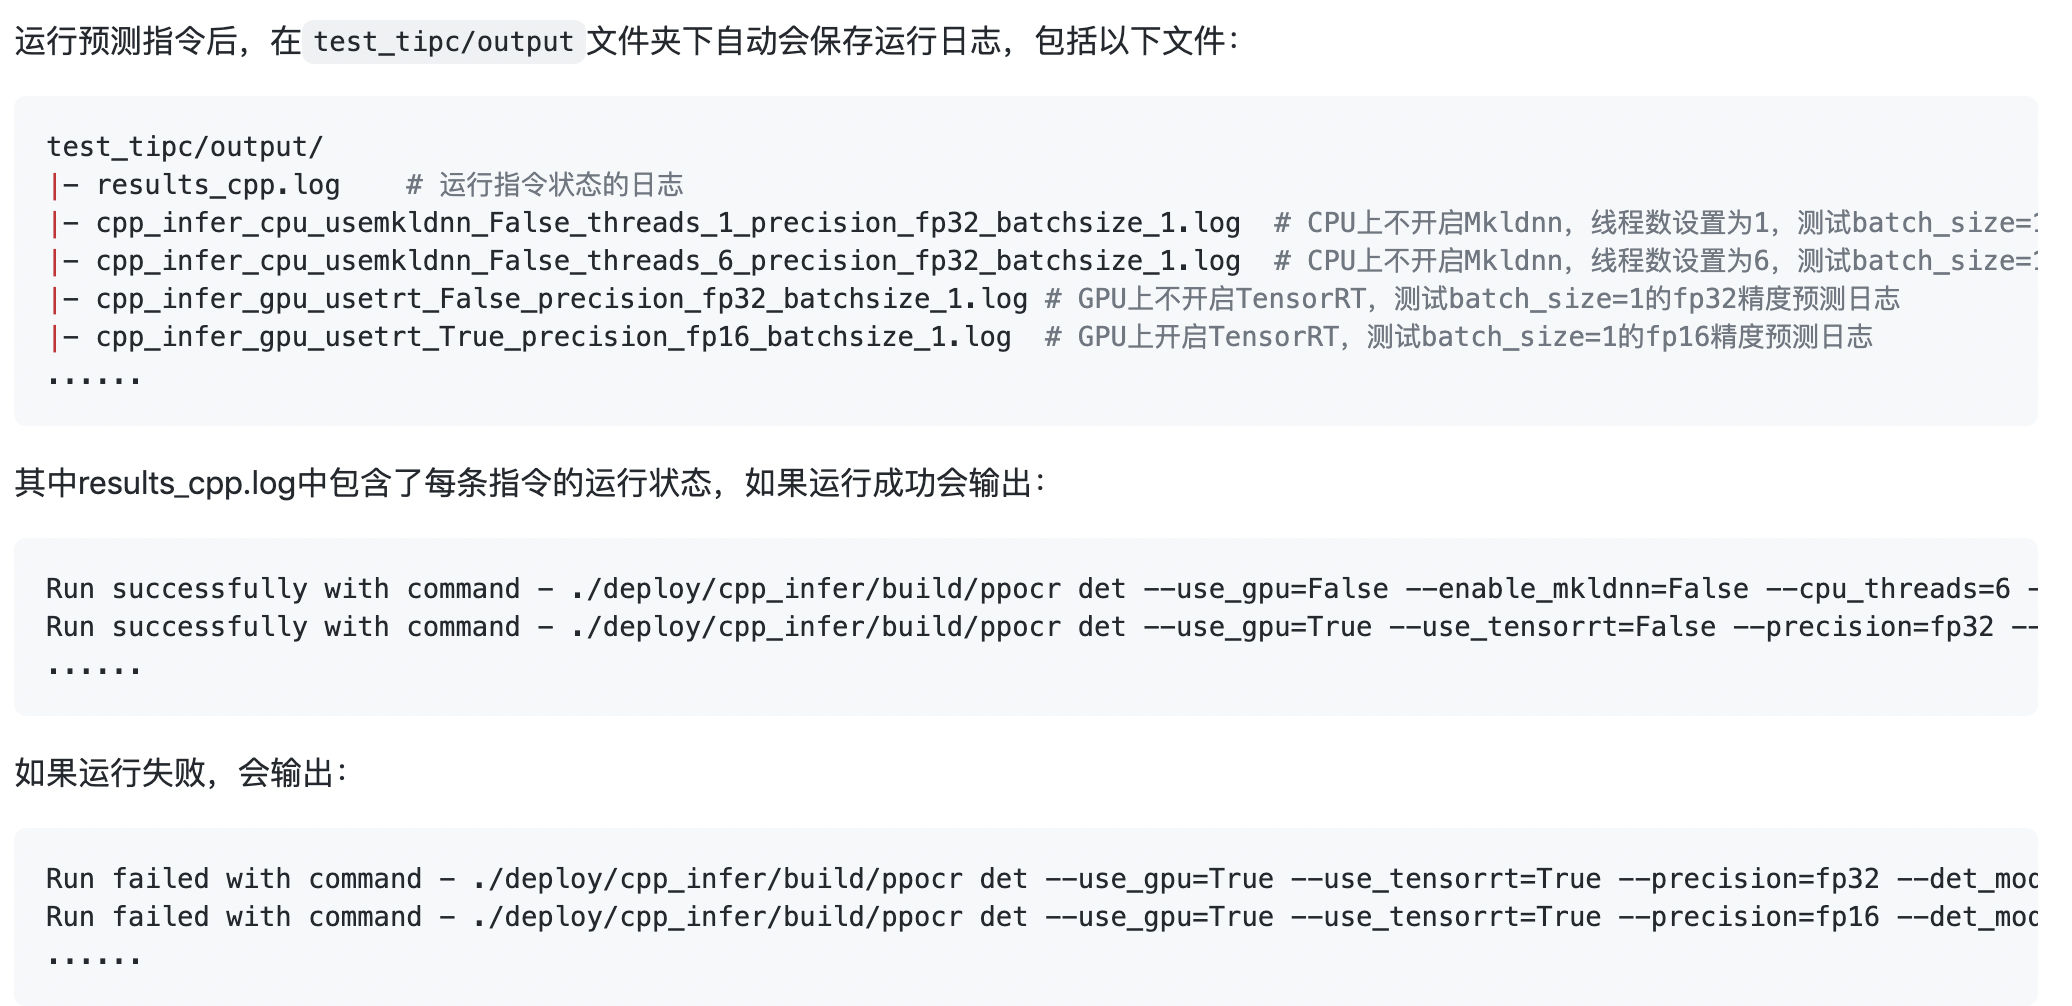 运行预测指令后，在test_tipc/output文件夹下自动会保存运行日志，包括以下文件：
test_tipc/output/
|- results_cpp.log    # 运行指令状态的日志
|- cpp_infer_cpu_usemkldnn_False_threads_1_precision_fp32_batchsize_1.log  # CPU上不开启Mkldnn，线程数设置为1，测试batch_size=1
|- cpp_infer_cpu_usemkldnn_False_threads_6_precision_fp32_batchsize_1.log  # CPU上不开启Mkldnn，线程数设置为6，测试batch_size=1
|- cpp_infer_gpu_usetrt_False_precision_fp32_batchsize_1.log # GPU上不开启TensorRT，测试batch_size=1的fp32精度预测日志
|- cpp_infer_gpu_usetrt_True_precision_fp16_batchsize_1.log  # GPU上开启TensorRT，测试batch_size=1的fp16精度预测日志
......
其中results_cpp.log中包含了每条指令的运行状态，如果运行成功会输出：
Run successfully with command - ./deploy/cpp_infer/build/ppocr det --use_gpu=False --enable_mkldnn=False --cpu_threads=6 -
Run successfully with command - ./deploy/cpp_infer/build/ppocr det --use_gpu=True --use_tensorrt=False --precision=fp32 --
......
如果运行失败，会输出：
Run failed with command - ./deploy/cpp_infer/build/ppocr det --use_gpu=True --use_tensorrt=True --precision=fp32 --det_mod
Run failed with command - ./deploy/cpp_infer/build/ppocr det --use_gpu=True --use_tensorrt=True --precision=fp16 --det_mod
......